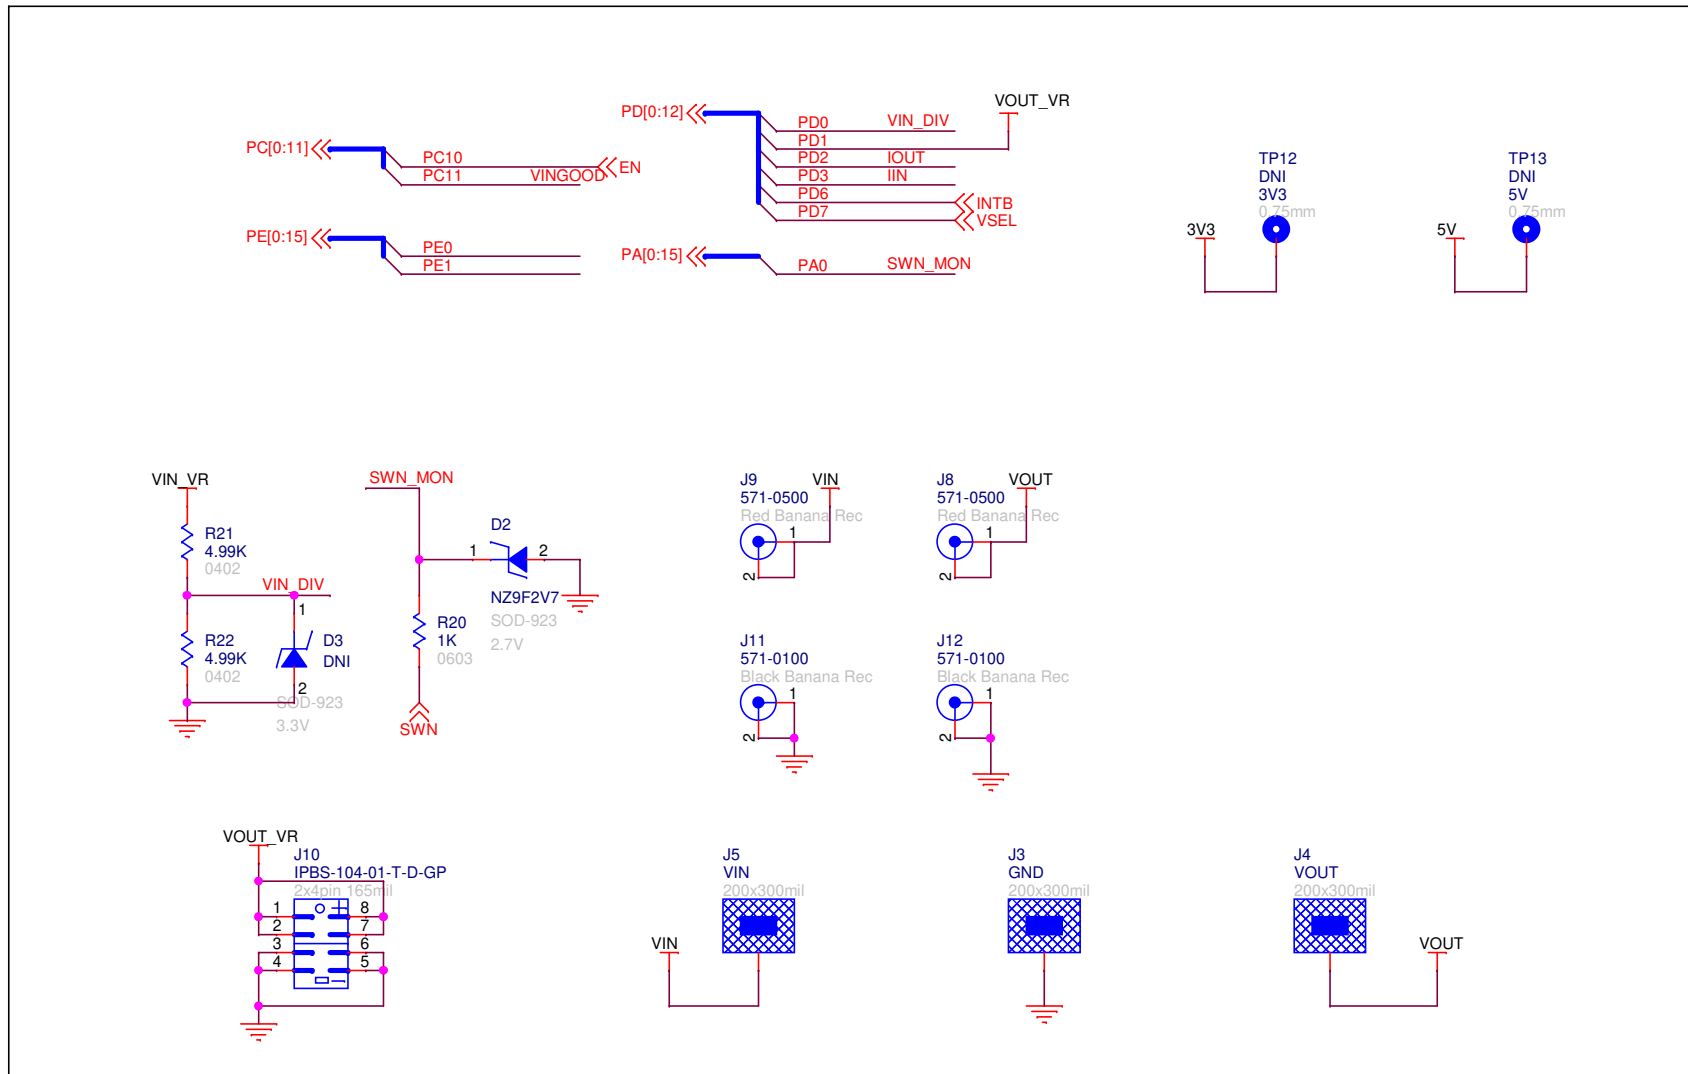 VOUT_VR
PD[0:12]
PD0 VIN_DIV
PD1
PC[0:11]
PC10 EN
PC11 VINGOOD
PD2 IOUT
PD3 IIN
PD6 INTB
PD7 VSEL
TP12
DNI
3V3
0.75mm
3V3
TP13
DNI
5V
0.75mm
5V
PE[0:15]
PE0
PE1
PA[0:15]
PA0 SWN_MON
VIN_VR
R21
4.99K
0402
VIN_DIV
R22
4.99K
0402
1
D3
DNI
2
SOD-923
3.3V
SWN_MON
D2
1 2
NZ9F2V7
SOD-923
2.7V
R20
1K
0603
SWN
J9
571-0500
Red Banana Rec
VIN
1
2
J8
571-0500
Red Banana Rec
VOUT
1
2
J11
571-0100
Black Banana Rec
1
2
J12
571-0100
Black Banana Rec
1
2
VOUT_VR
J10
IPBS-104-01-T-D-GP
2x4pin 165mil
1 8
2 7
3 6
4 5
J5
VIN
200x300mil
VIN
J3
GND
200x300mil
J4
VOUT
200x300mil
VOUT